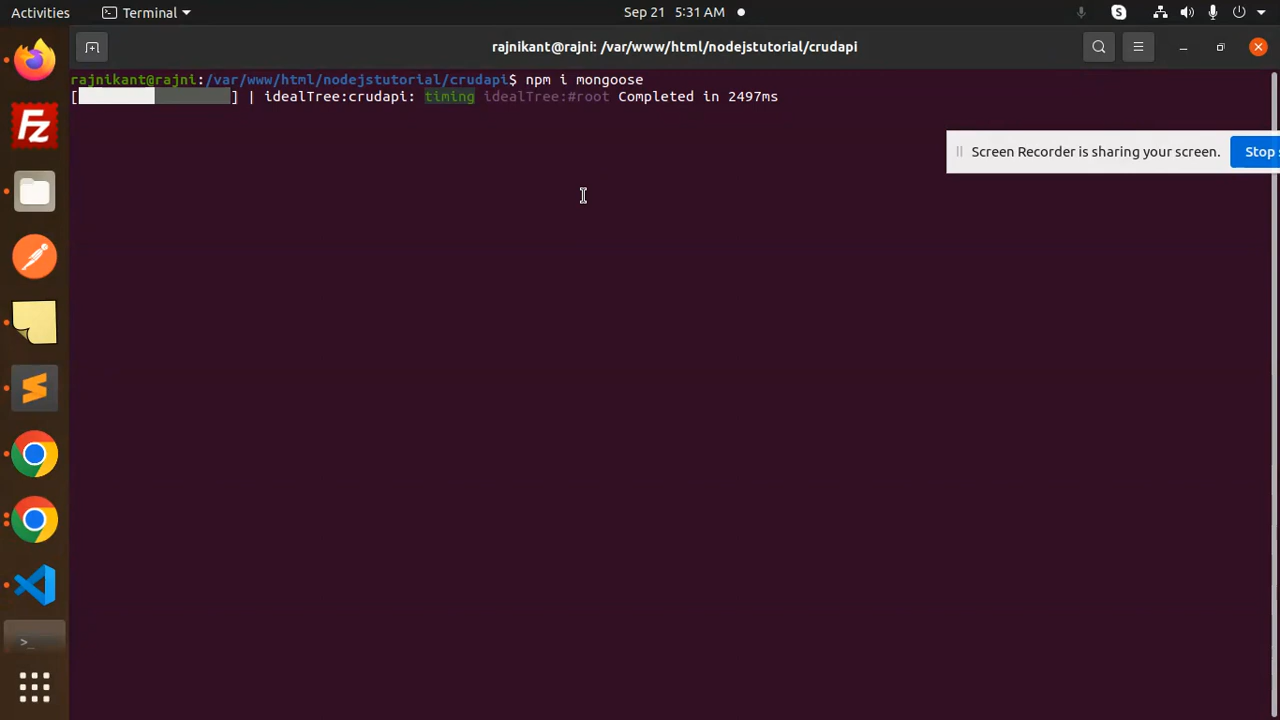 Activities
Terminal
Sep 21 5:31 AM
rajnikant@rajni: /var/www/html/nodejstutorial/crudapi
rajnikant@rajni:/var/www/html/nodejstutorial/crudapi$ npm i mongoose
[ ] | idealTree:crudapi: timing idealTree:#root Completed in 2497ms
|| Screen Recorder is sharing your screen. Stop s
Fz
>_